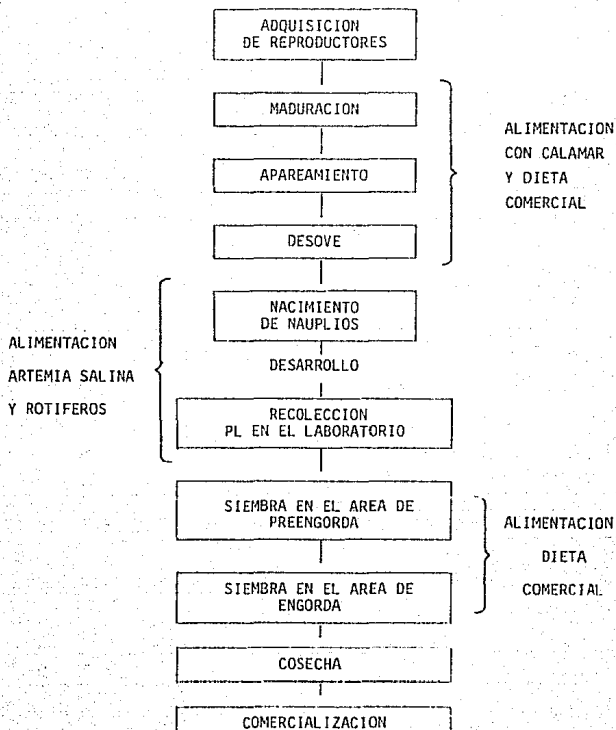 ADQUISICION
DE REPRODUCTORES
MADURACION
APAREAMIENTO
DESOVE
ALIMENTACION
CON CALAMAR
Y DIETA
COMERCIAL
NACIMIENTO
DE NAUPLIOS
DESARROLLO
RECOLECCION
PL EN EL LABORATORIO
ALIMENTACION
ARTEMIA SALINA
Y ROTIFEROS
SIEMBRA EN EL AREA DE
PREENGORDA
SIEMBRA EN EL AREA DE
ENGORDA
ALIMENTACION
DIETA
COMERCIAL
COSECHA
COMERCIALIZACION